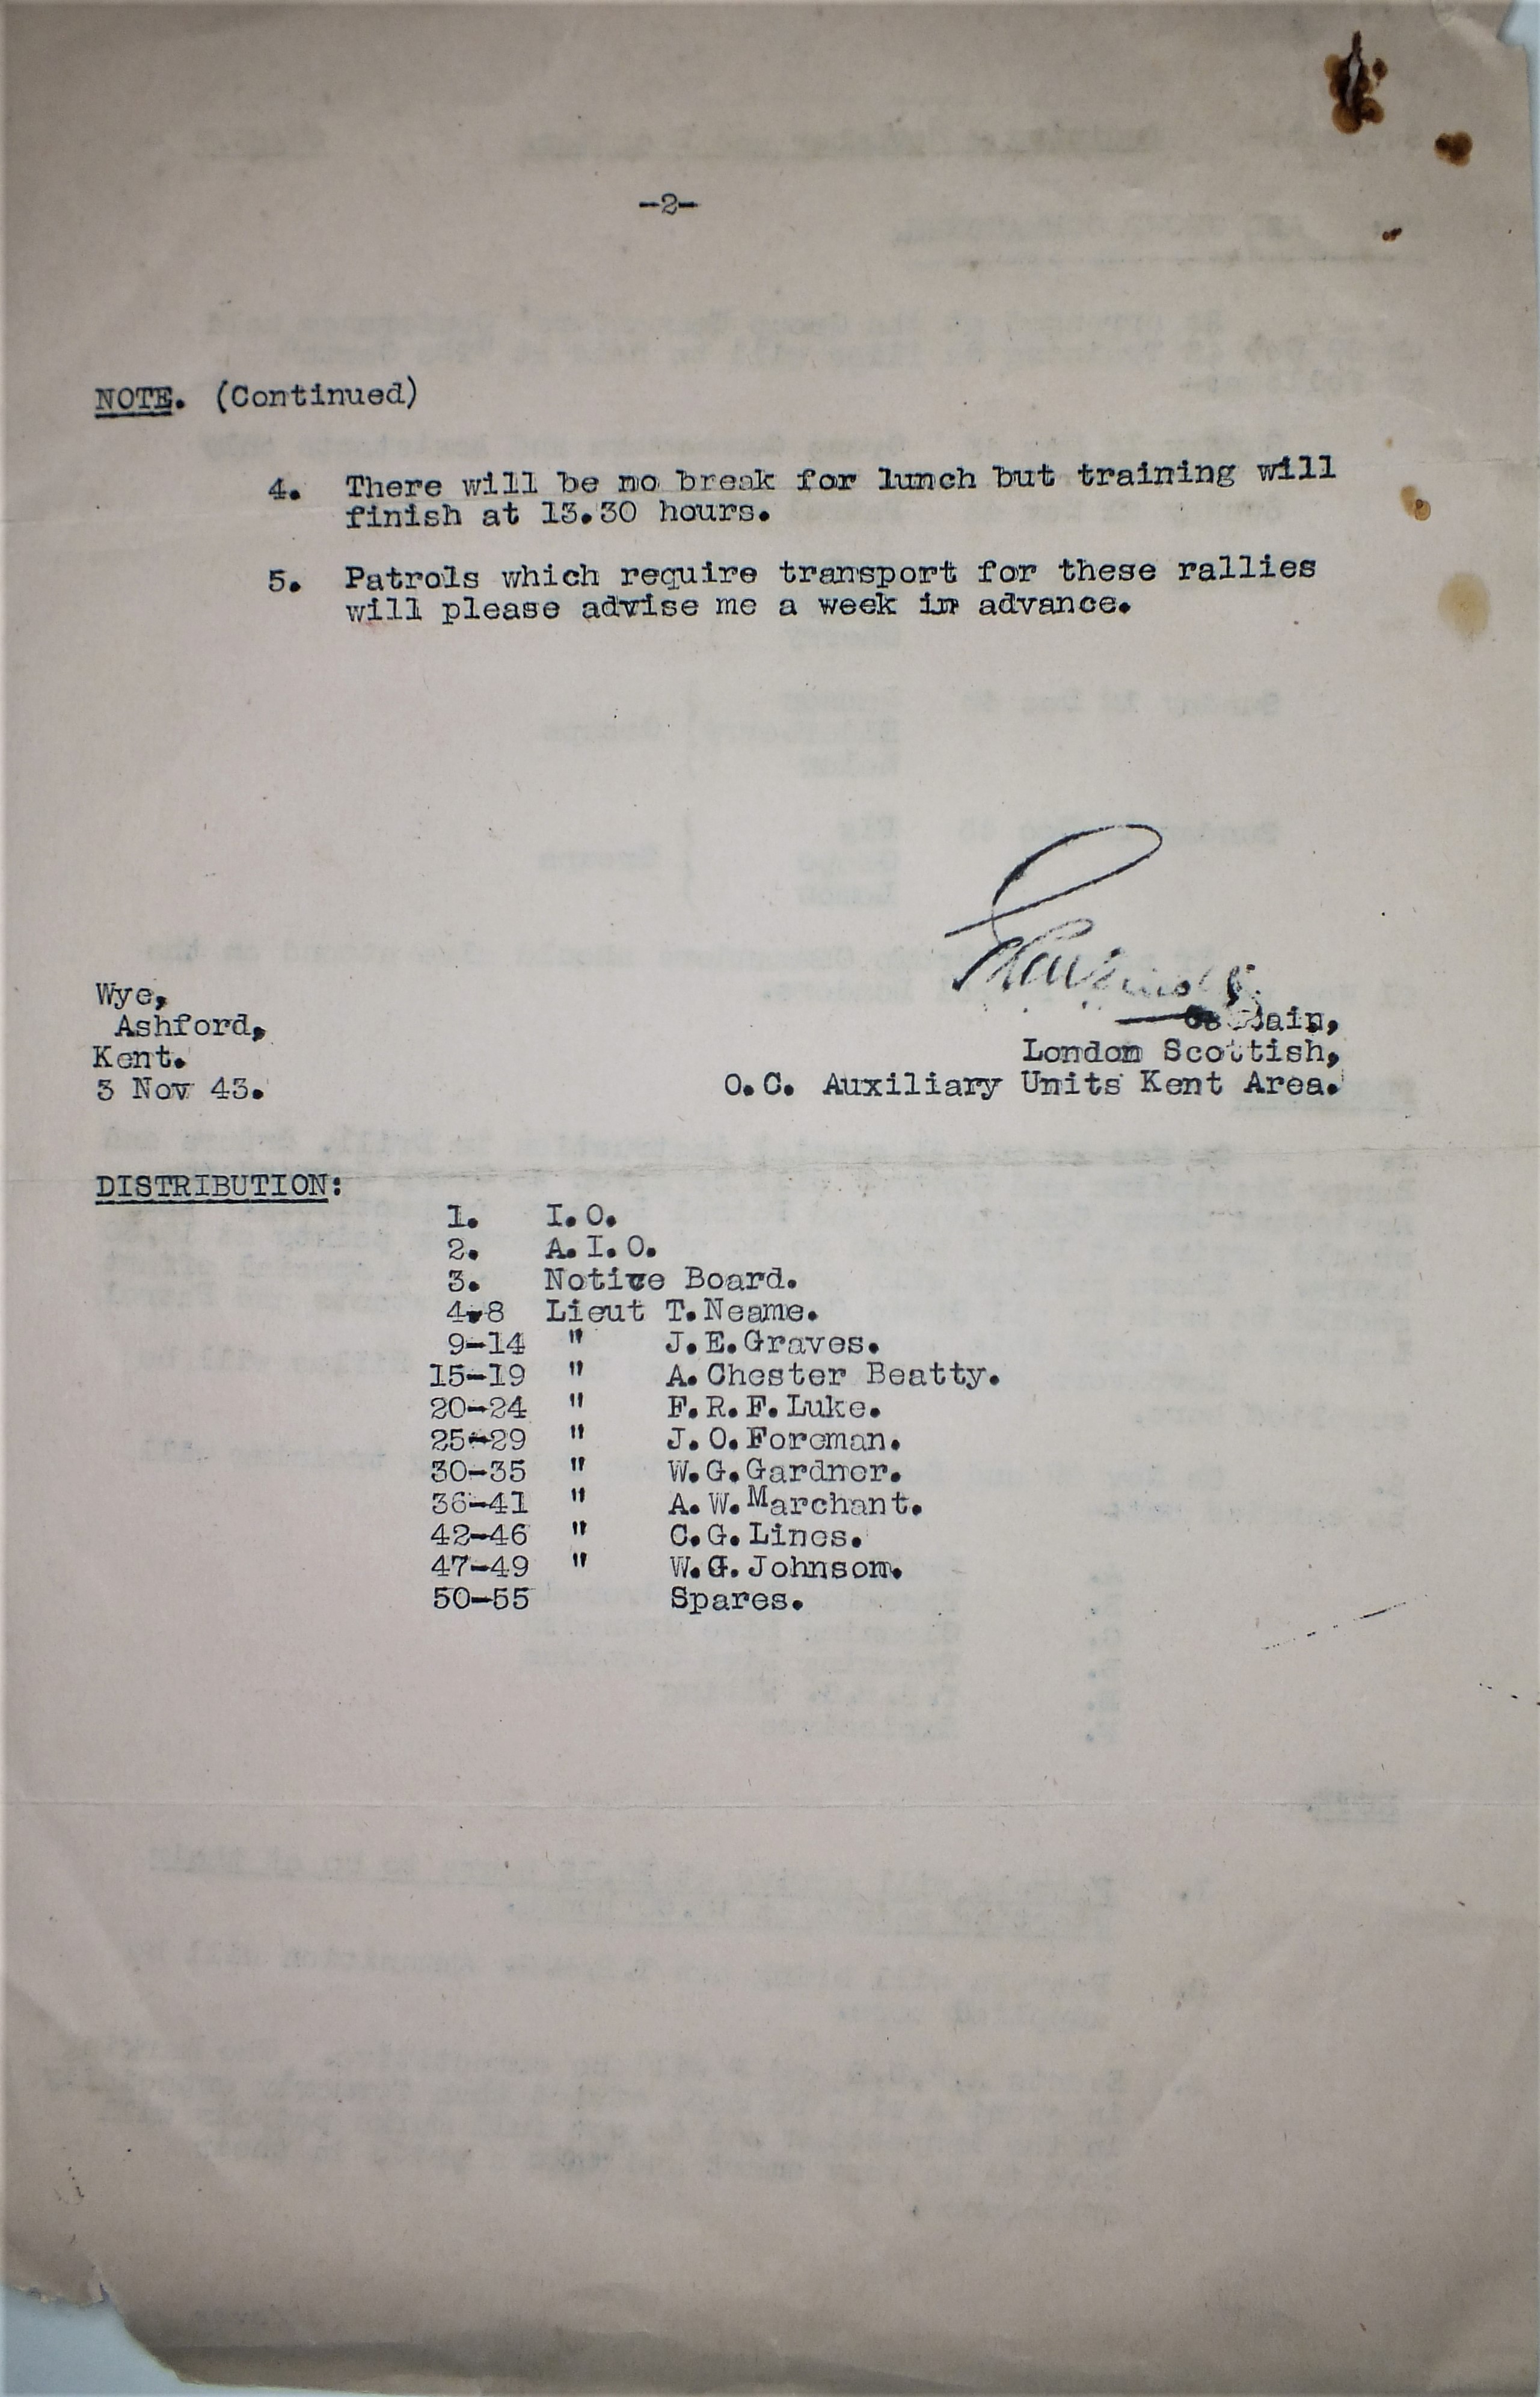 -2-
NOTE. (Continued)
4. There will be no break for lunch but training will
finish at 13.30 hours.
5. Patrols which require transport for these rallies
will please advise me a week in advance.
Wye,
Ashford,
Kent.
3 Nov 43.
London Scottish,
O.C. Auxiliary Units Kent Area.
DISTRIBUTION:
1. I.O.
2. A.I.O.
3. Notice Board.
4-8 Lieut T.Neame.
9-14 " J.E.Graves.
15-19 " A.Chester Beatty.
20-24 " F.R.F.Luke.
25-29 " J.O.Foreman.
30-35 " W.G.Gardner.
36-41 " A.W.Marchant.
42-46 " C.G.Lines.
47-49 " W.G.Johnson.
50-55 Spares.